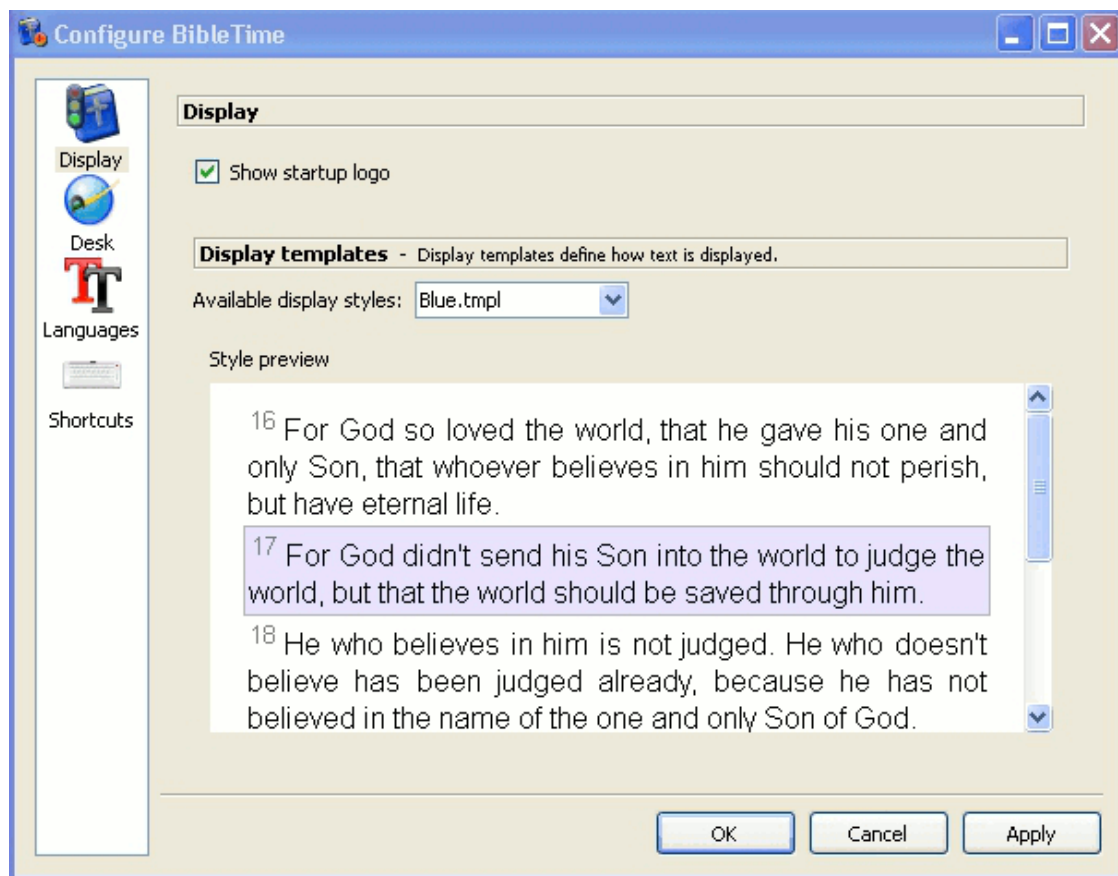 Configure BibleTime
Display
Desk
Languages
Shortcuts
Display
Show startup logo
Display templates - Display templates define how text is displayed.
Available display styles: Blue.tmpl
Style preview
16 For God so loved the world, that he gave his one and
only Son, that whoever believes in him should not perish,
but have eternal life.
17 For God didn't send his Son into the world to judge the
world, but that the world should be saved through him.
18 He who believes in him is not judged. He who doesn't
believe has been judged already, because he has not
believed in the name of the one and only Son of God.
OK Cancel Apply